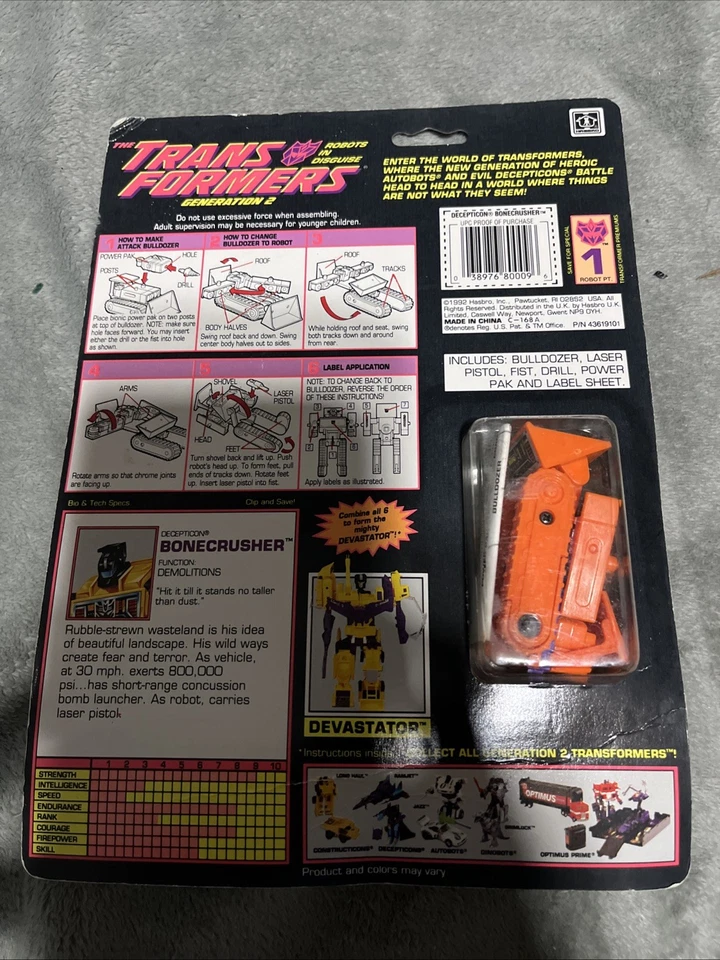 THE
TRANS
FORMERS
ROBOTS
IN
DISGUISE
GENERATION 2
ENTER THE WORLD OF TRANSFORMERS,
WHERE THE NEW GENERATION OF HEROIC
AUTOBOTS® AND EVIL DECEPTICONS® BATTLE
HEAD TO HEAD IN A WORLD WHERE THINGS
ARE NOT WHAT THEY SEEM!
Do not use excessive force when assembling.
Adult supervision may be necessary for younger children.
1 HOW TO MAKE
ATTACK BULLDOZER
POWER PAK
HOLE
POSTS
DRILL
Place bionic power pak on two posts
at top of bulldozer. NOTE: make sure
hole faces forward. You may insert
either the drill or the fist into hole
as shown.
2 HOW TO CHANGE
BULLDOZER TO ROBOT
ROOF
BODY HALVES
Swing roof back and down. Swing
center body halves out to sides.
3
ROOF
TRACKS
While holding roof and seat, swing
both tracks down and around
from rear.
4
ARMS
Rotate arms so that chrome joints
are facing up.
5
SHOVEL
LASER
PISTOL
HEAD
FEET
Turn shovel back and lift up. Push
robot's head up. To form feet, pull
ends of tracks down. Rotate feet
up. Insert laser pistol into fist.
6 LABEL APPLICATION
NOTE: TO CHANGE BACK TO
BULLDOZER, REVERSE THE ORDER
OF THESE INSTRUCTIONS!
Apply labels as illustrated.
DECEPTICON® BONECRUSHER™
UPC PROOF OF PURCHASE
0 38976 80009 6
SAVE FOR SPECIAL
TRANSFORMER PREMIUMS
1
ROBOT PT.
©1992 Hasbro, Inc., Pawtucket, RI 02852 USA. All
Rights Reserved. Distributed in the U.K. by Hasbro U.K.
Limited, Caswell Way, Newport, Gwent NP9 0YH.
MADE IN CHINA C-168A
®denotes Reg. U.S. Pat. & TM Office. P/N 43619101
INCLUDES: BULLDOZER, LASER
PISTOL, FIST, DRILL, POWER
PAK AND LABEL SHEET.
BULLDOZER
Bio & Tech Specs
Clip and Save!
DECEPTICON®
BONECRUSHER™
FUNCTION:
DEMOLITIONS
"Hit it till it stands no taller
than dust."
Rubble-strewn wasteland is his idea
of beautiful landscape. His wild ways
create fear and terror. As vehicle,
at 30 mph. exerts 800,000
psi...has short-range concussion
bomb launcher. As robot, carries
laser pistol.
1 2 3 4 5 6 7 8 9 10
STRENGTH
INTELLIGENCE
SPEED
ENDURANCE
RANK
COURAGE
FIREPOWER
SKILL
Combine all 6
to form the
mighty
DEVASTATOR™!*
DEVASTATOR™
*Instructions inside
COLLECT ALL GENERATION 2 TRANSFORMERS™!
LONG HAUL™
RAMJET™
JAZZ™
GRIMLOCK™
OPTIMUS
CONSTRUCTICONS™
DECEPTICONS®
AUTOBOTS®
DINOBOTS™
OPTIMUS PRIME®
Product and colors may vary